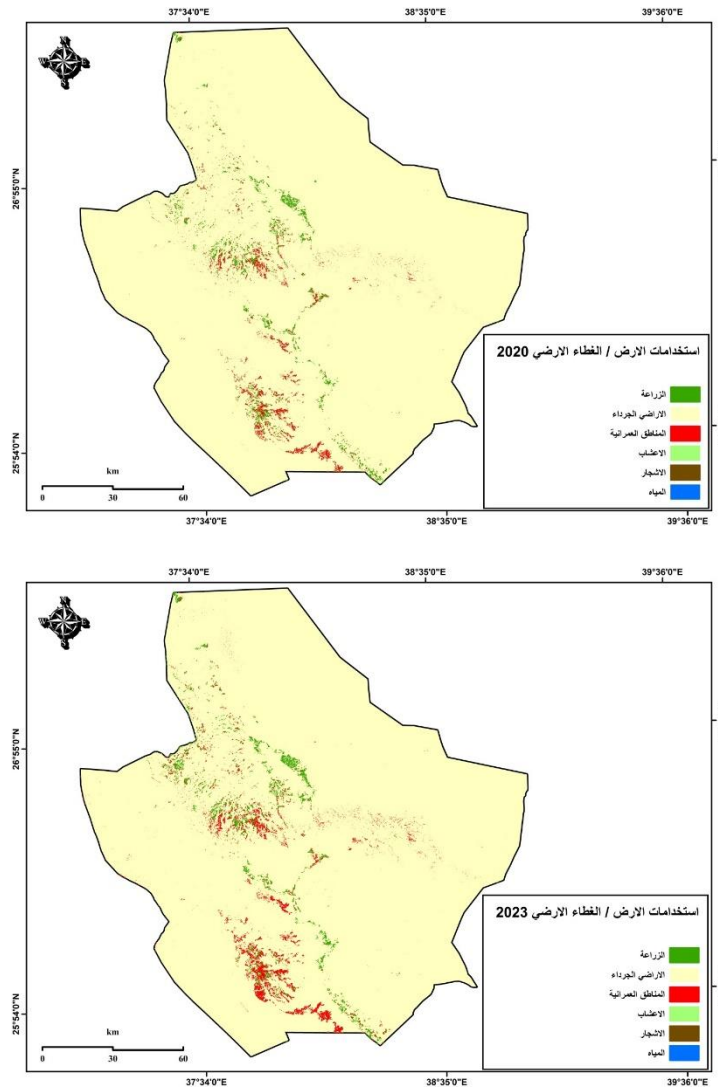 37°34'0"E 38°35'0"E 39°36'0"E
26°55'0"N
استخدامات الارض / الغطاء الارضي 2020
الزراعة
الاراضي الجرداء
المناطق العمرانية
الاعشاب
الاشجار
المياه
25°54'0"N
km
0 30 60
37°34'0"E 38°35'0"E 39°36'0"E
37°34'0"E 38°35'0"E 39°36'0"E
26°55'0"N
استخدامات الارض / الغطاء الارضي 2023
الزراعة
الاراضي الجرداء
المناطق العمرانية
الاعشاب
الاشجار
المياه
25°54'0"N
km
0 30 60
37°34'0"E 38°35'0"E 39°36'0"E